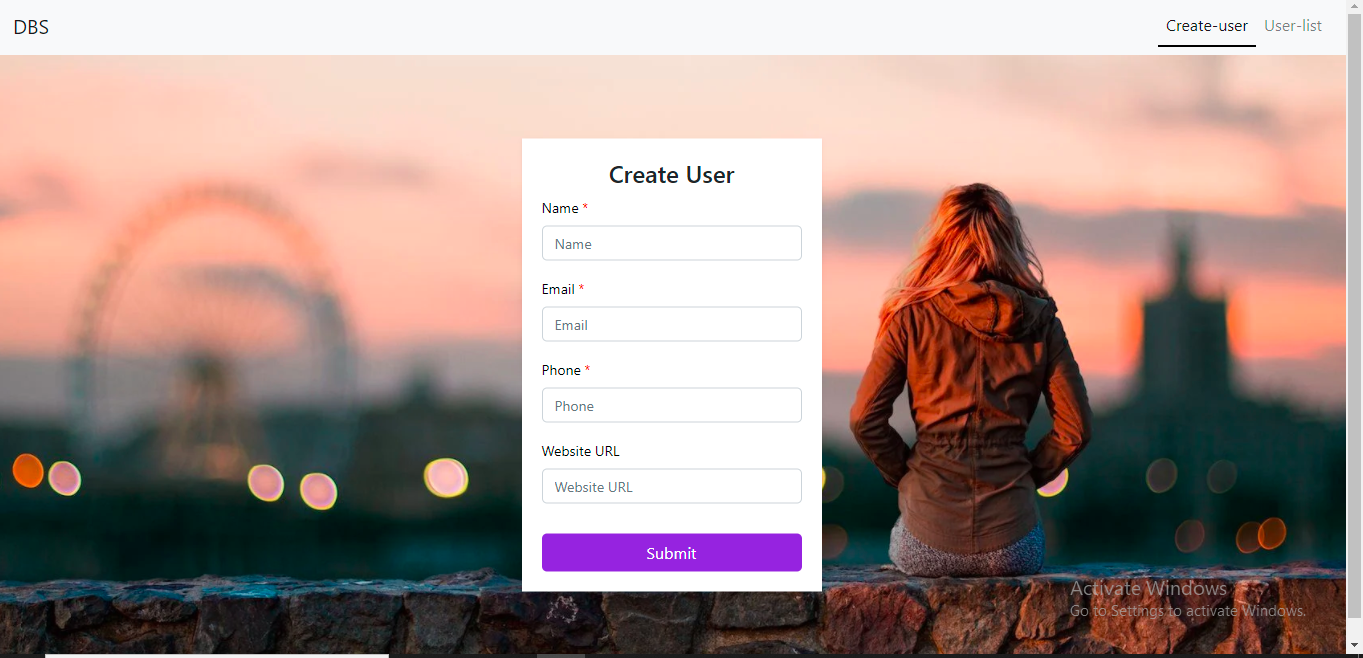 DBS
Create-user
User-list
Create User
Name *
Name
Email *
Email
Phone *
Phone
Website URL
Website URL
Submit
Activate Windows
Go to Settings to activate Windows.